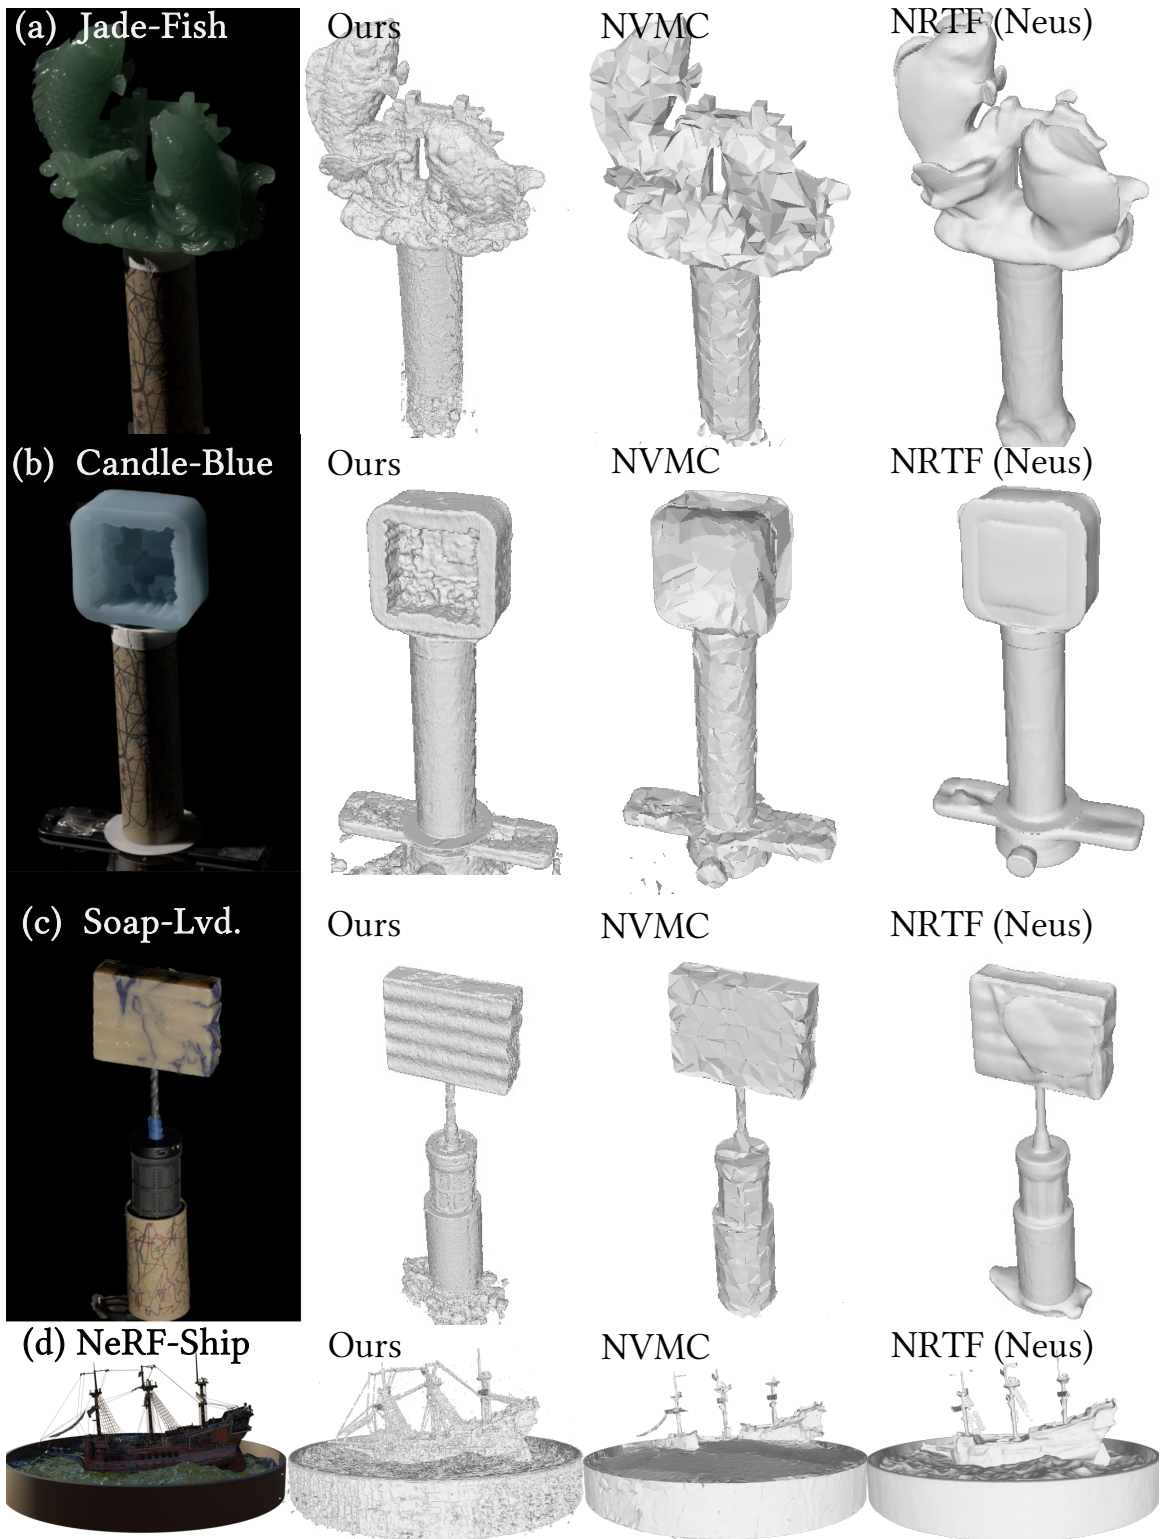 (a) Jade-Fish Ours NVMC NRTF (Neus)
(b) Candle-Blue Ours NVMC NRTF (Neus)
(c) Soap-Lvd. Ours NVMC NRTF (Neus)
(d) NeRF-Ship Ours NVMC NRTF (Neus)